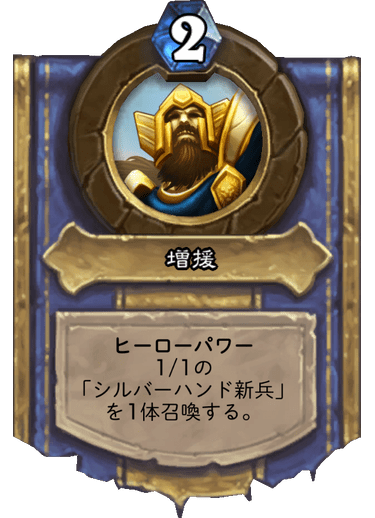 2
増援
ヒーローパワー
1/1の
「シルバーハンド新兵」
を1体召喚する。